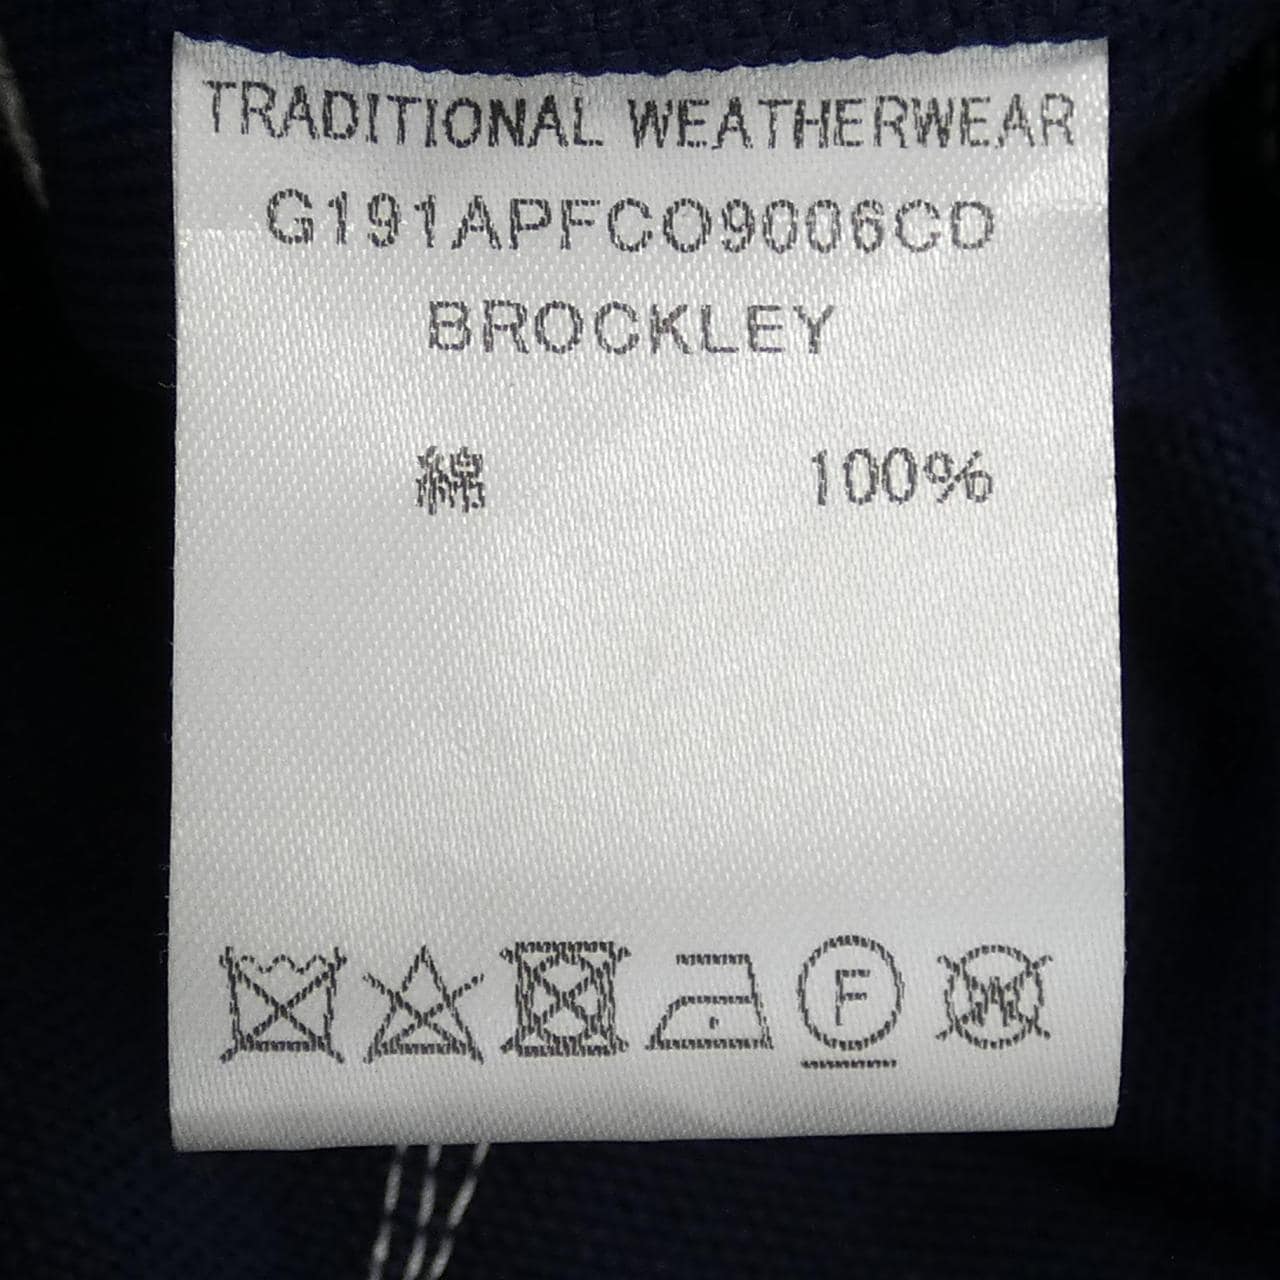 TRADITIONAL WEATHERWEAR
G191APFCO9006CD
BROCKLEY
綿 100%
F W